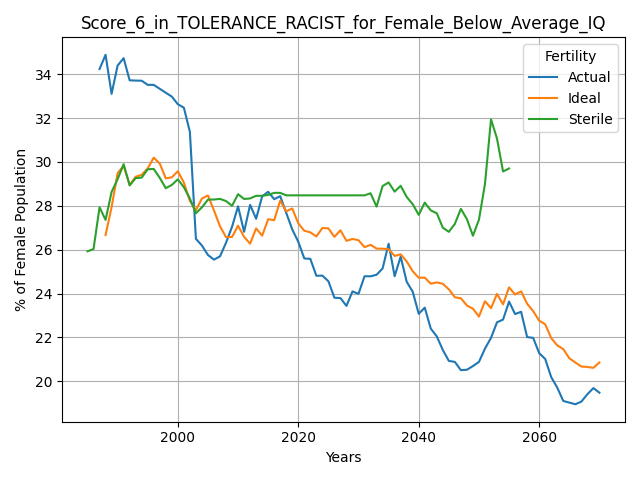 Score_6_in_TOLERANCE_RACIST_for_Female_Below_Average_IQ
Fertility
Actual
Ideal
Sterile
% of Female Population
34
32
30
28
26
24
22
20
2000
2020
2040
2060
Years